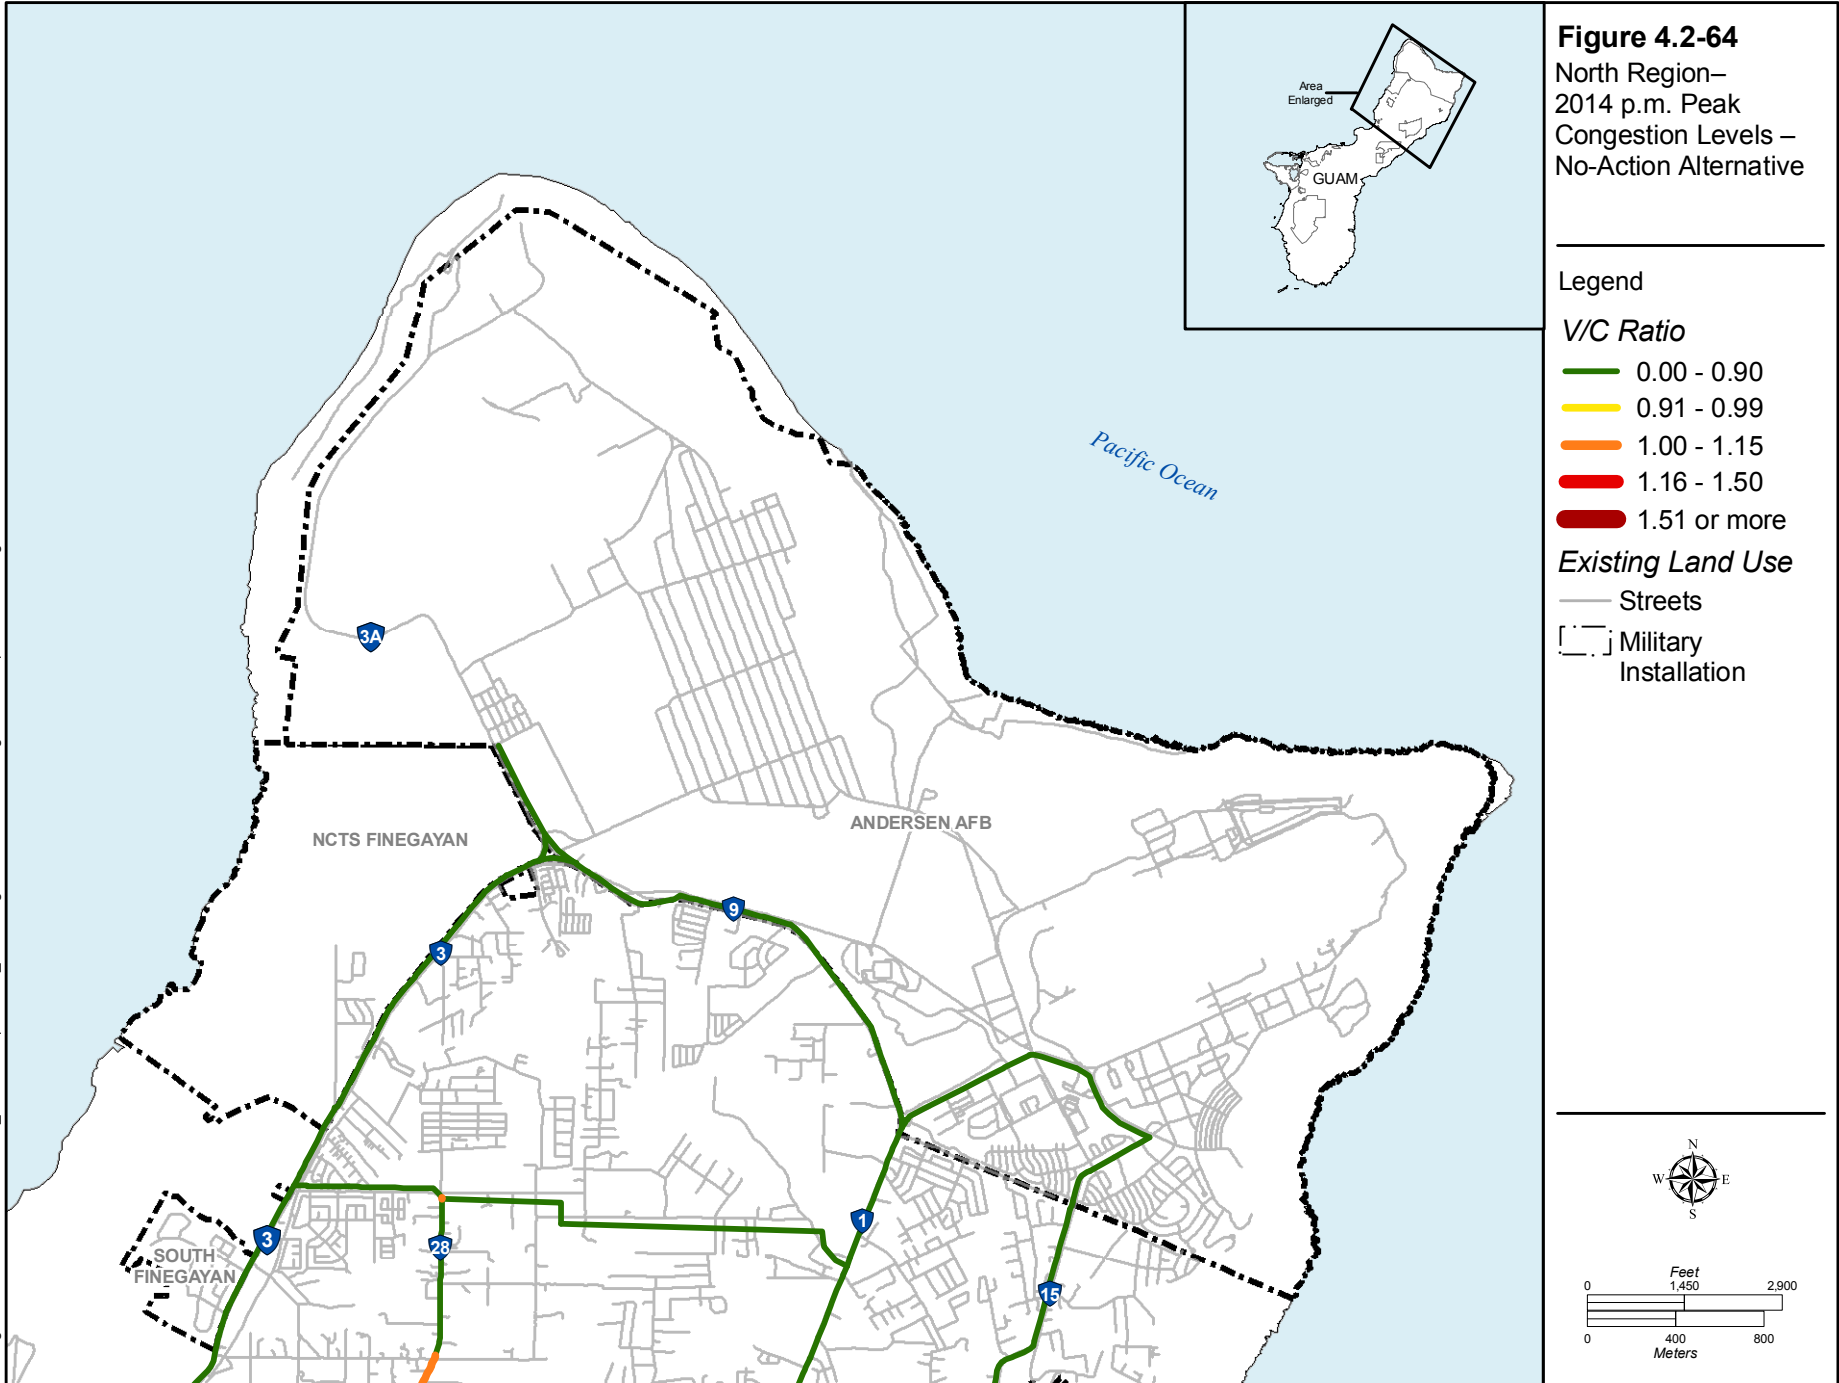 Figure 4.2-64
North Region–
2014 p.m. Peak
Congestion Levels –
No-Action Alternative
Legend
V/C Ratio
0.00 - 0.90
0.91 - 0.99
1.00 - 1.15
1.16 - 1.50
1.51 or more
Existing Land Use
Streets
Military
Installation
Area
Enlarged
GUAM
Pacific Ocean
3A
NCTS FINEGAYAN
ANDERSEN AFB
9
3
3
SOUTH
FINEGAYAN
28
1
15
N
W E
S
Feet
0 1,450 2,900
0 400 800
Meters